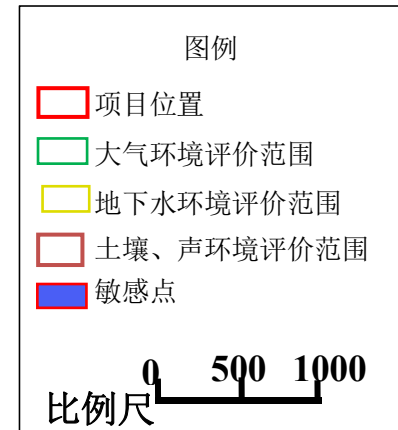 图例
项目位置
大气环境评价范围
地下水环境评价范围
土壤、声环境评价范围
敏感点
0 500 1000
比例尺